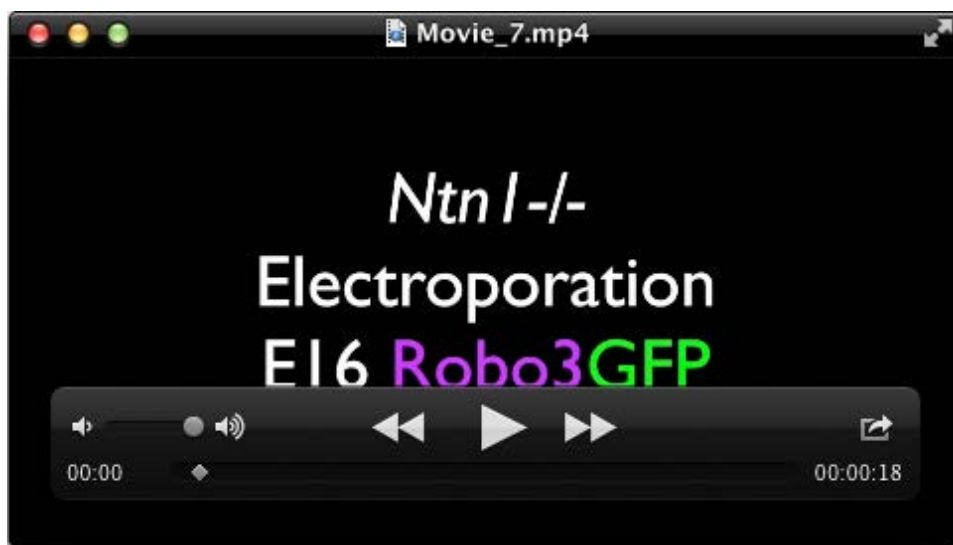 Movie_7.mp4
Ntn1-/-
Electroporation
E16 Robo3GFP
00:00
00:00:18